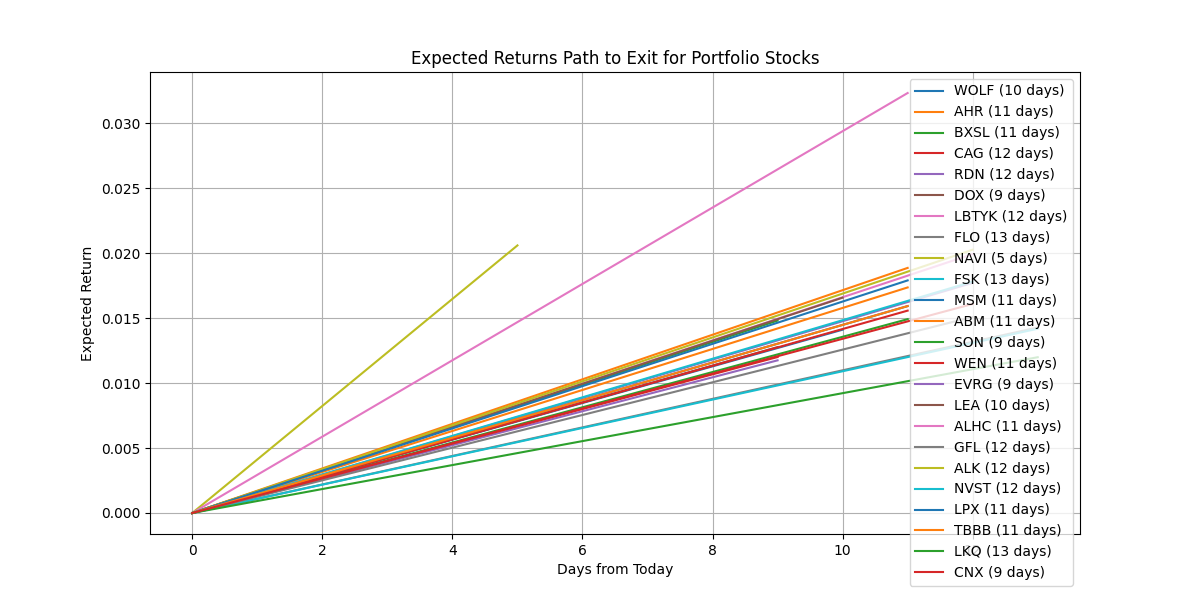 Expected Returns Path to Exit for Portfolio Stocks
Expected Return
0.030
0.025
0.020
0.015
0.010
0.005
0.000
0
2
4
6
8
10
Days from Today
WOLF (10 days)
AHR (11 days)
BXSL (11 days)
CAG (12 days)
RDN (12 days)
DOX (9 days)
LBTYK (12 days)
FLO (13 days)
NAVI (5 days)
FSK (13 days)
MSM (11 days)
ABM (11 days)
SON (9 days)
WEN (11 days)
EVRG (9 days)
LEA (10 days)
ALHC (11 days)
GFL (12 days)
ALK (12 days)
NVST (12 days)
LPX (11 days)
TBBB (11 days)
LKQ (13 days)
CNX (9 days)